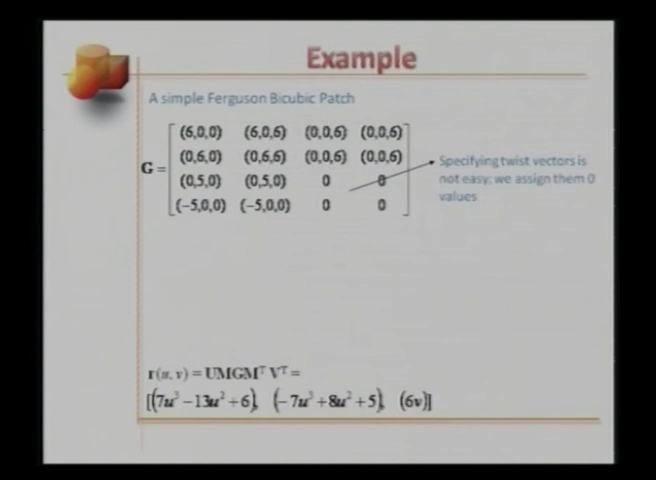 Example
A simple Ferguson Bicubic Patch
(6,0,0) (6,0,6) (0,0,6) (0,0,6)
(0,6,0) (0,6,6) (0,0,6) (0,0,6)
G =
(0,5,0) (0,5,0) 0 0
(-5,0,0) (-5,0,0) 0 0
Specifying twist vectors is
not easy; we assign them 0
values
r(u, v) = UMGMᵀ Vᵀ =
[(7u³ −13u² +6), (−7u³ +8u² +5), (6v)]